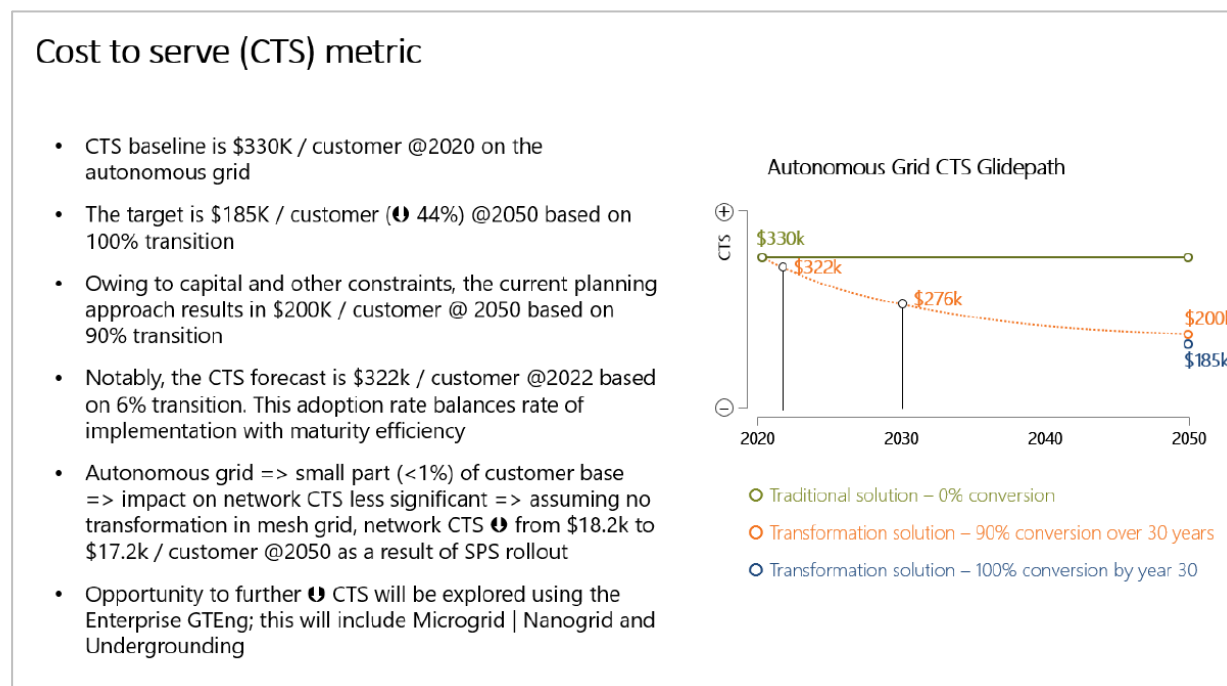 Cost to serve (CTS) metric
• CTS baseline is $330K / customer @2020 on the
autonomous grid
• The target is $185K / customer (⬇ 44%) @2050 based on
100% transition
• Owing to capital and other constraints, the current planning
approach results in $200K / customer @ 2050 based on
90% transition
• Notably, the CTS forecast is $322k / customer @2022 based
on 6% transition. This adoption rate balances rate of
implementation with maturity efficiency
• Autonomous grid => small part (<1%) of customer base
=> impact on network CTS less significant => assuming no
transformation in mesh grid, network CTS ⬇ from $18.2k to
$17.2k / customer @2050 as a result of SPS rollout
• Opportunity to further ⬇ CTS will be explored using the
Enterprise GTEng; this will include Microgrid | Nanogrid and
Undergrounding
Autonomous Grid CTS Glidepath
+
CTS
−
$330k
$322k
$276k
$200k
$185k
2020
2030
2040
2050
Traditional solution – 0% conversion
Transformation solution – 90% conversion over 30 years
Transformation solution – 100% conversion by year 30